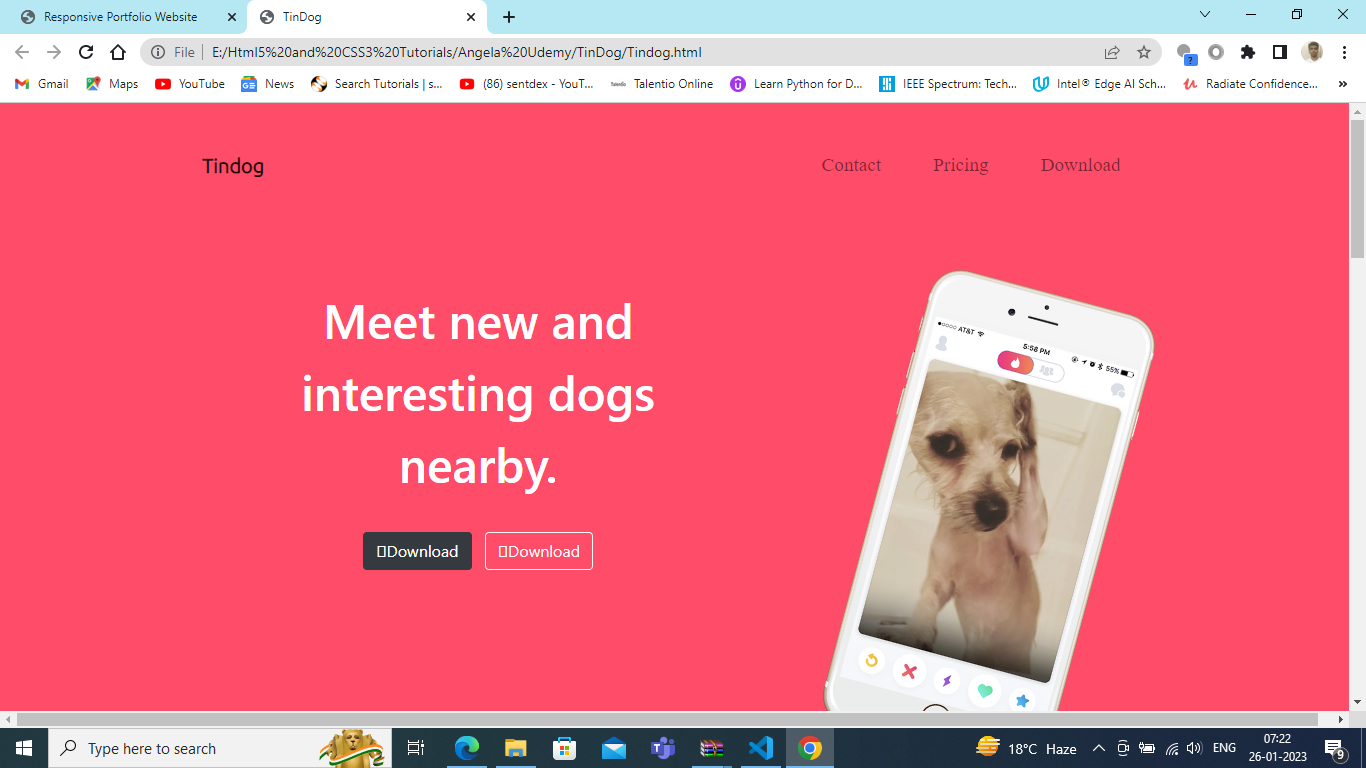 Responsive Portfolio Website
TinDog
File
E:/Html5%20and%20CSS3%20Tutorials/Angela%20Udemy/TinDog/Tindog.html
?
Gmail
Maps
YouTube
News
Search Tutorials | s...
(86) sentdex - YouT...
Talentio Online
Learn Python for D...
IEEE Spectrum: Tech...
Intel® Edge AI Sch...
Radiate Confidence...
»
Tindog
Contact
Pricing
Download
Meet new and
interesting dogs
nearby.
Download
Download
AT&T
5:58 PM
55%
Type here to search
18°C Haze
ENG
07:22
26-01-2023
9